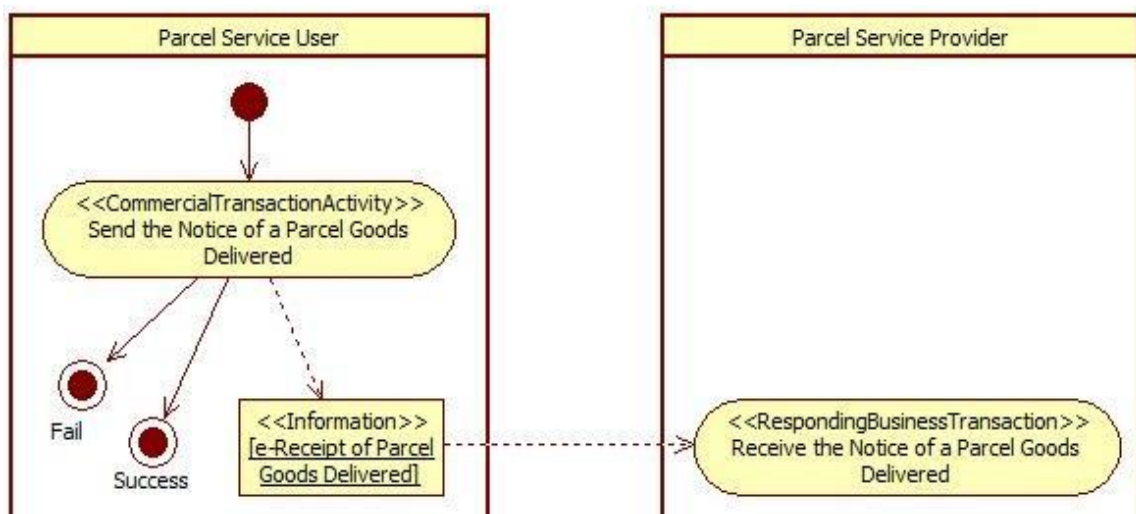 Parcel Service User
Parcel Service Provider
<<CommercialTransactionActivity>>
Send the Notice of a Parcel Goods
Delivered
Fail
Success
<<Information>>
[e-Receipt of Parcel
Goods Delivered]
<<RespondingBusinessTransaction>>
Receive the Notice of a Parcel Goods
Delivered